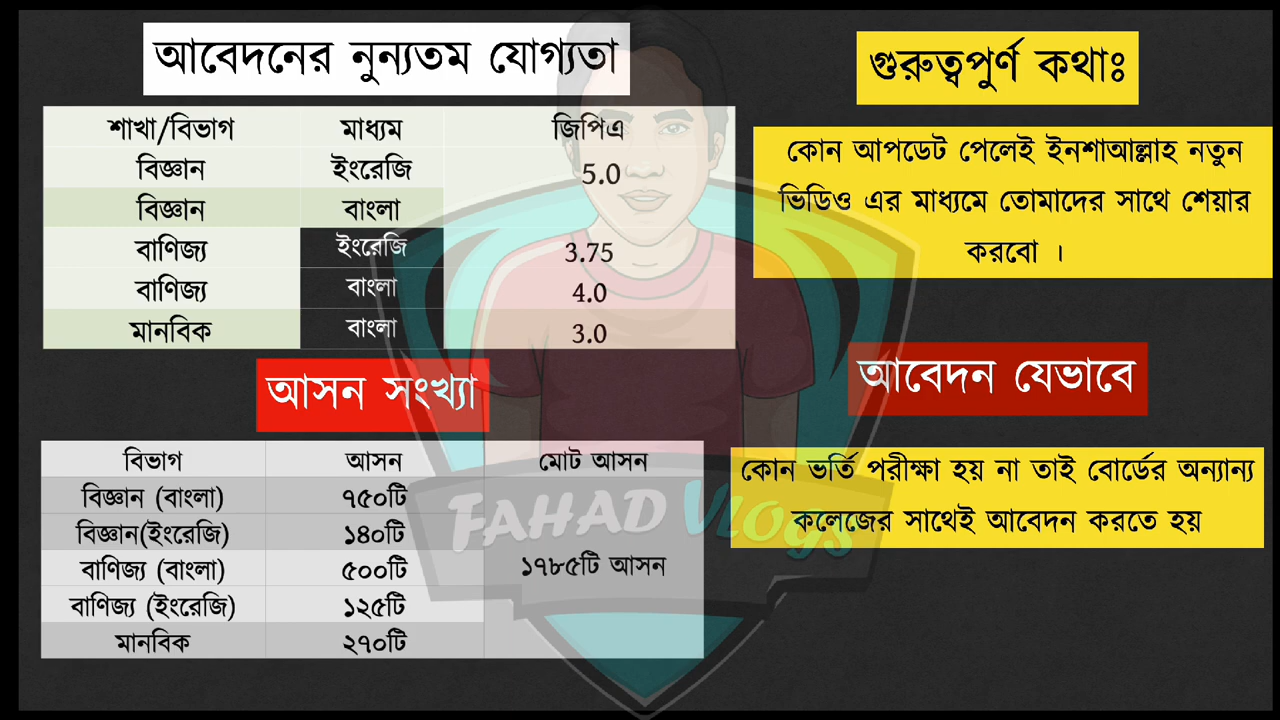 আবেদনের নুন্যতম যোগ্যতা
শাখা/বিভাগ মাধ্যম জিপিএ
বিজ্ঞান ইংরেজি 5.0
বিজ্ঞান বাংলা
বাণিজ্য ইংরেজি 3.75
বাণিজ্য বাংলা 4.0
মানবিক বাংলা 3.0
আসন সংখ্যা
বিভাগ আসন মোট আসন
বিজ্ঞান (বাংলা) ৭৫০টি
বিজ্ঞান(ইংরেজি) ১৪০টি
বাণিজ্য (বাংলা) ৫০০টি ১৭৮৫টি আসন
বাণিজ্য (ইংরেজি) ১২৫টি
মানবিক ২৭০টি
গুরুত্বপুর্ণ কথাঃ
কোন আপডেট পেলেই ইনশাআল্লাহ নতুন
ভিডিও এর মাধ্যমে তোমাদের সাথে শেয়ার
করবো ।
আবেদন যেভাবে
কোন ভর্তি পরীক্ষা হয় না তাই বোর্ডের অন্যান্য
কলেজের সাথেই আবেদন করতে হয়
FAHAD Vlogs